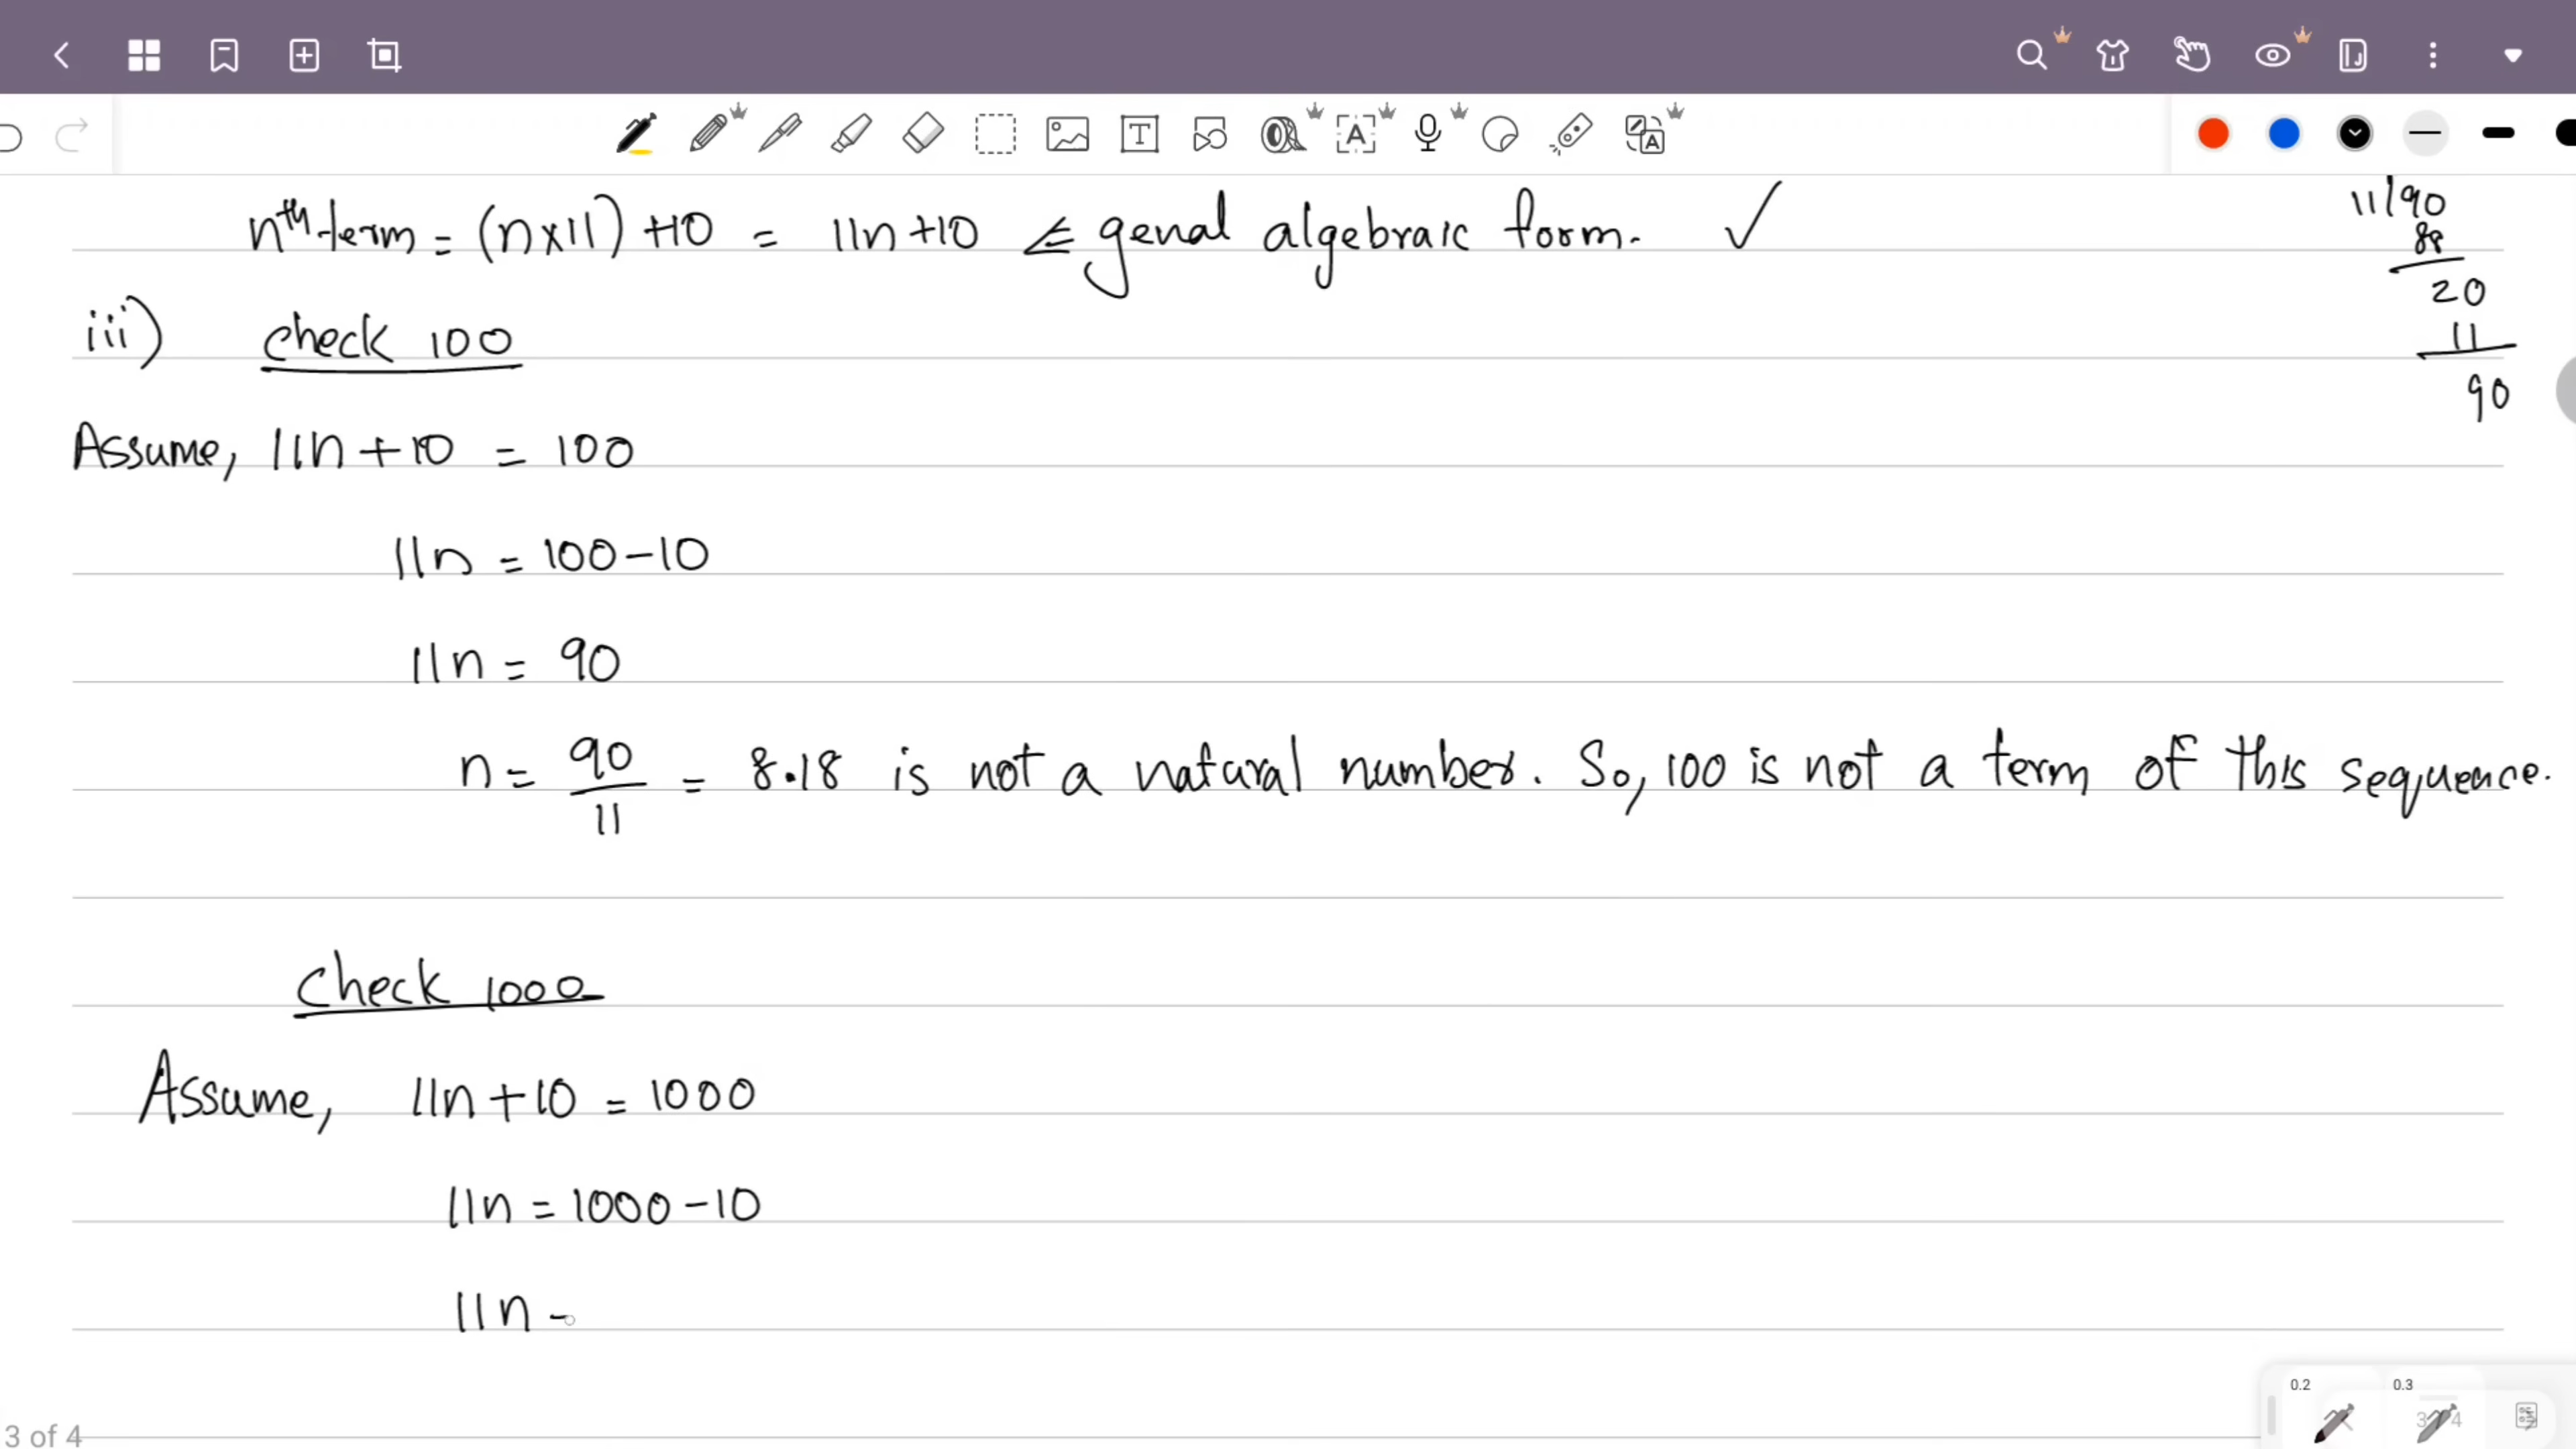 nth term = (n×11) +10 = 11n +10 ⇐ genal algebraic form. ✓
11)90
88
20
11
90
iii) check 100
Assume, 11n + 10 = 100
11n = 100-10
11n = 90
n = 90/11 = 8.18 is not a natural number. So, 100 is not a term of this sequence.
Check 1000
Assume, 11n + 10 = 1000
11n = 1000 - 10
11n -
0.2 0.3
3 of 4